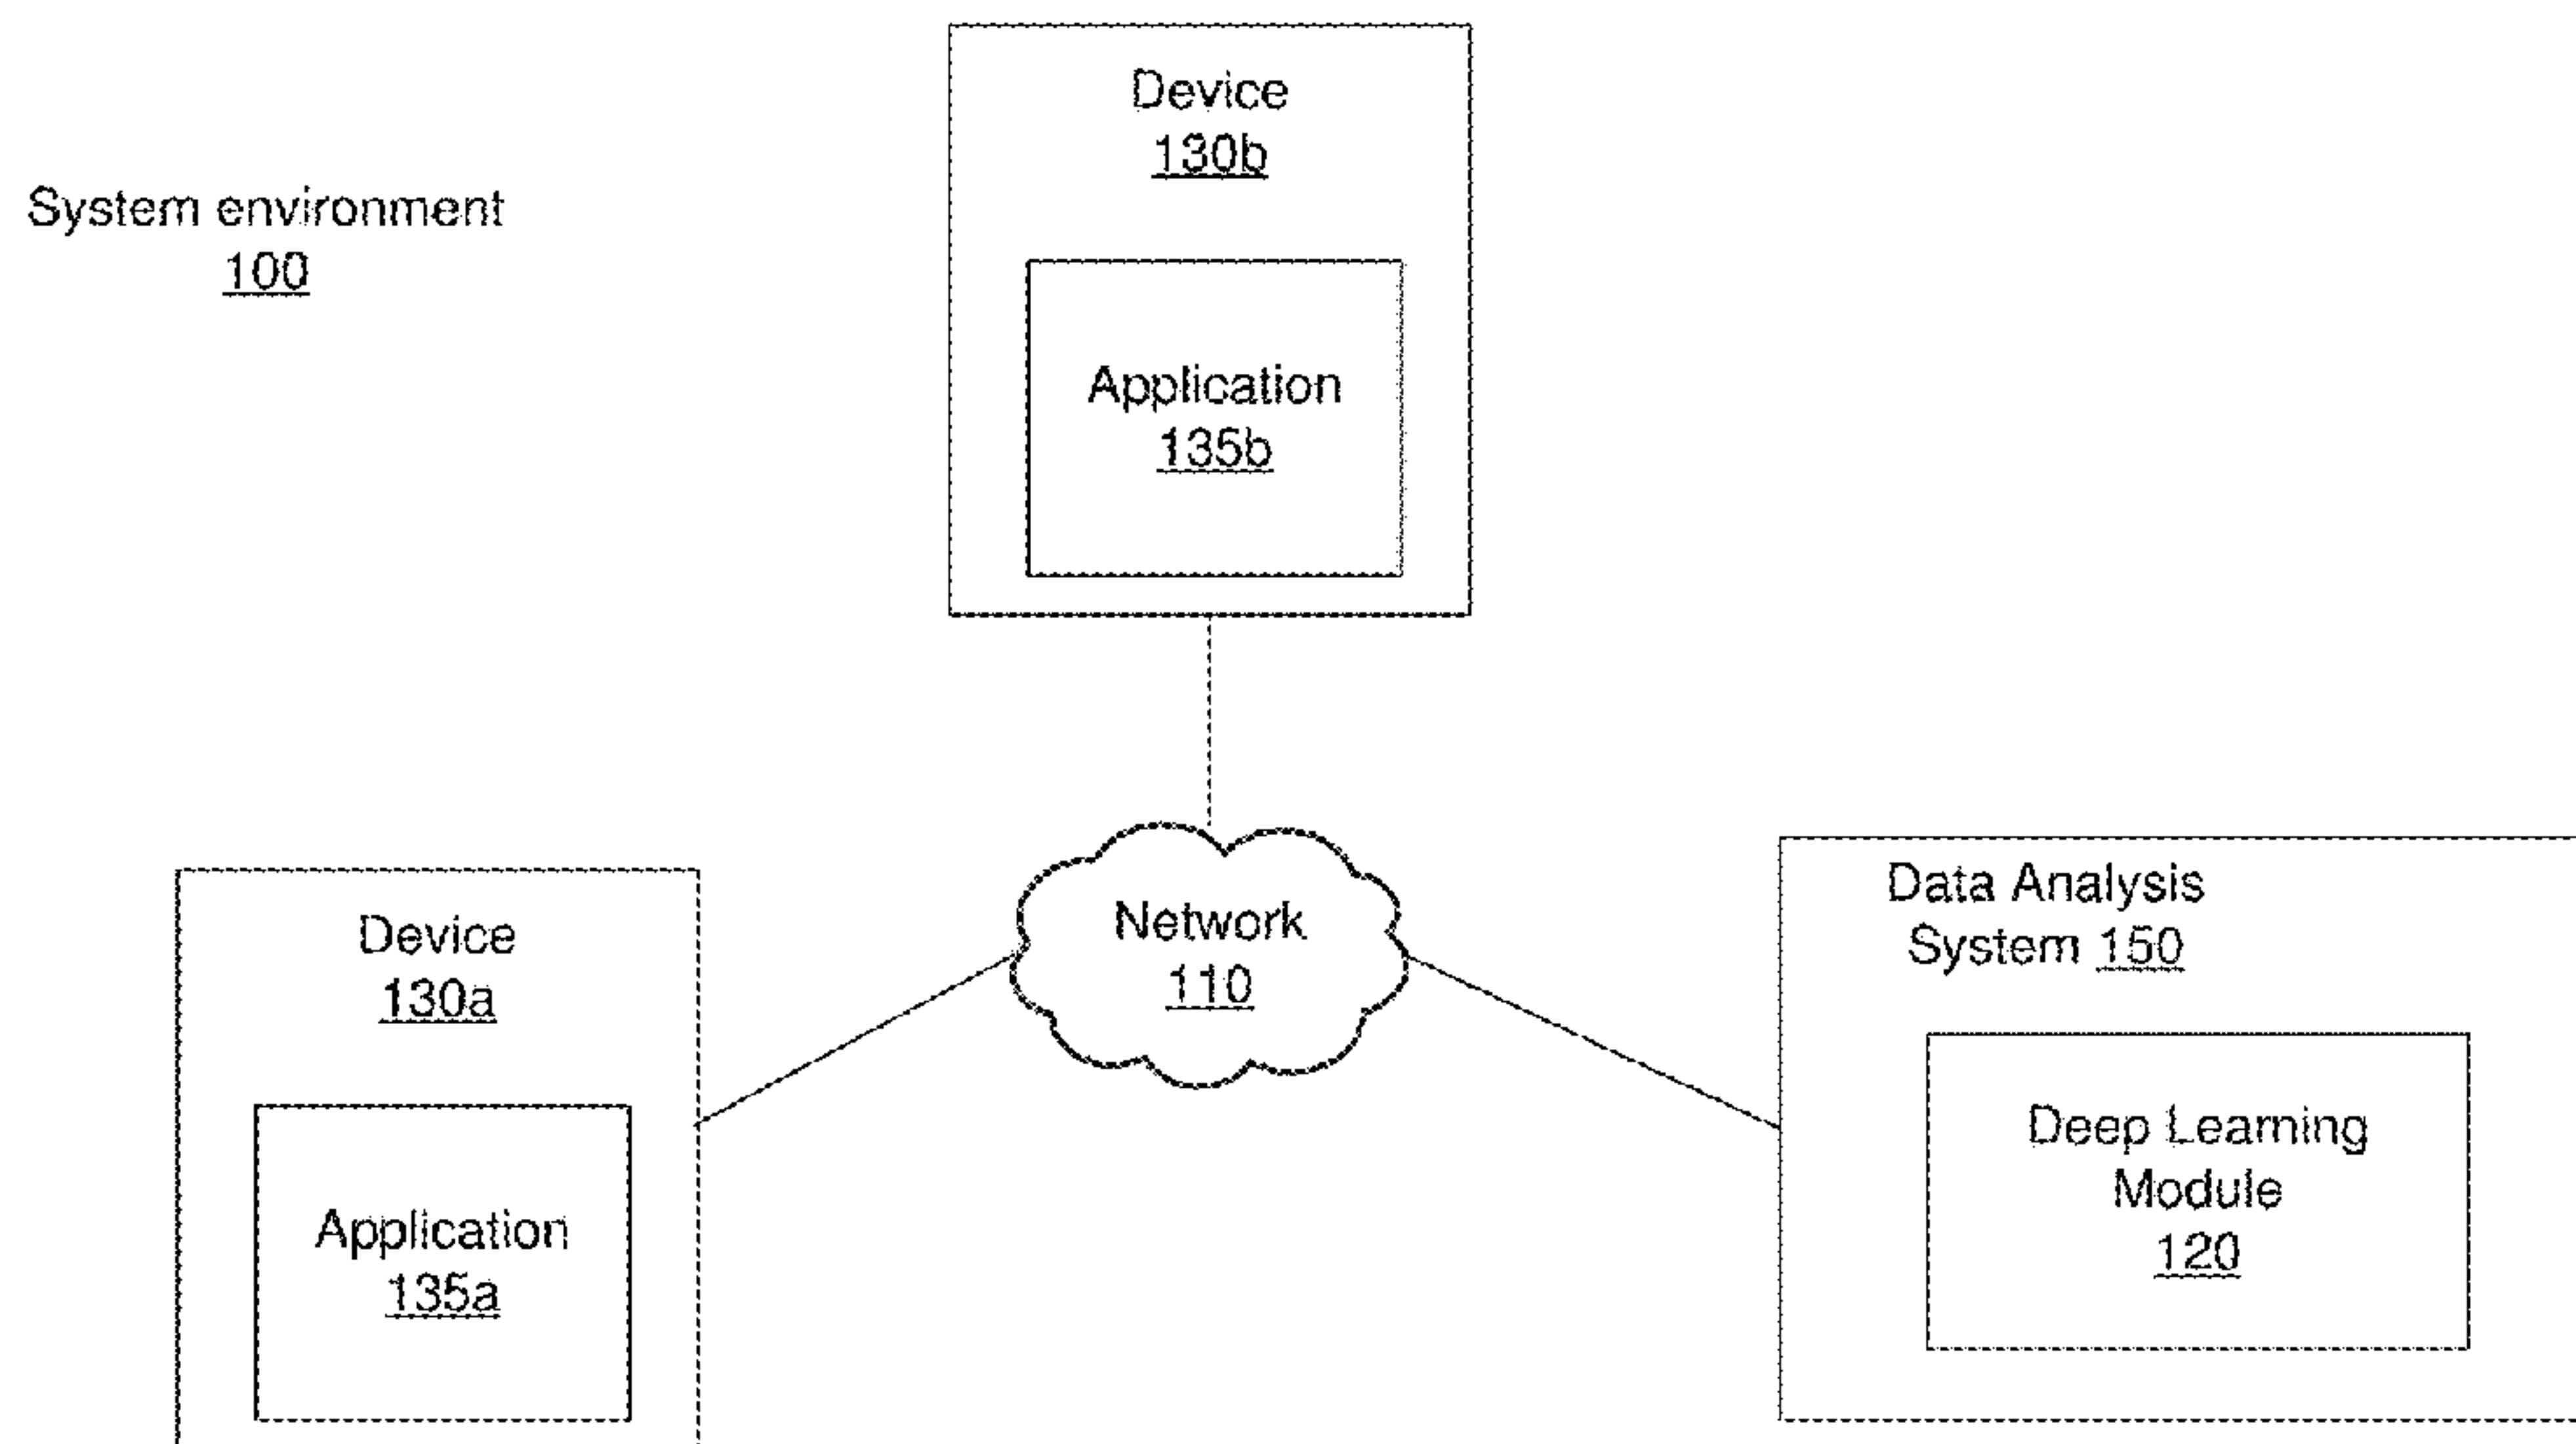 Device
130b
System environment
100
Application
135b
Network
110
Data Analysis
System 150
Device
130a
Deep Learning
Module
120
Application
135a